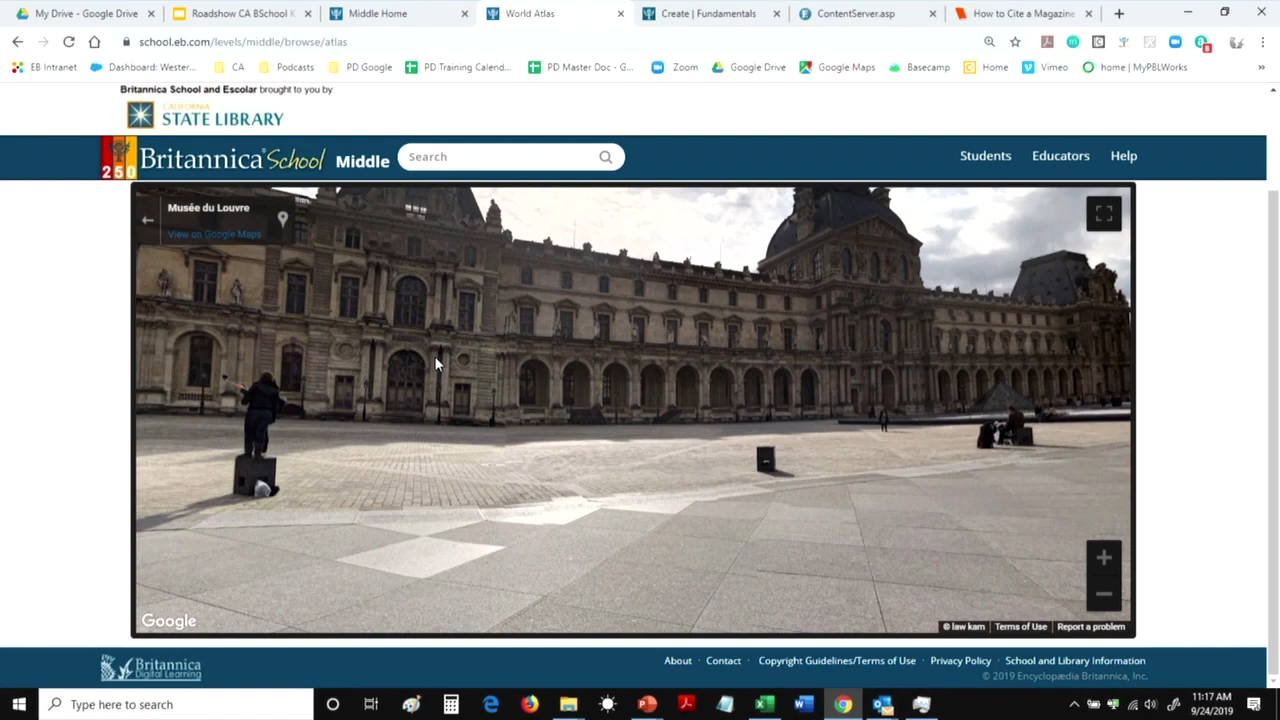 My Drive - Google Drive
Roadshow CA BSchool K
Middle Home
World Atlas
Create | Fundamentals
ContentServer.asp
How to Cite a Magazine
school.eb.com/levels/middle/browse/atlas
8
EB Intranet
Dashboard: Wester...
CA
Podcasts
PD Google
PD Training Calend...
PD Master Doc - G...
Zoom
Google Drive
Google Maps
Basecamp
Home
Vimeo
home | MyPBLWorks
»
Britannica School and Escolar brought to you by
CALIFORNIA
STATE LIBRARY
250
Britannica School Middle
Search
Students
Educators
Help
Musée du Louvre
View on Google Maps
Google
© law kam
Terms of Use
Report a problem
Britannica
Digital Learning
About · Contact · Copyright Guidelines/Terms of Use · Privacy Policy · School and Library Information
© 2019 Encyclopædia Britannica, Inc.
Type here to search
11:17 AM
9/24/2019